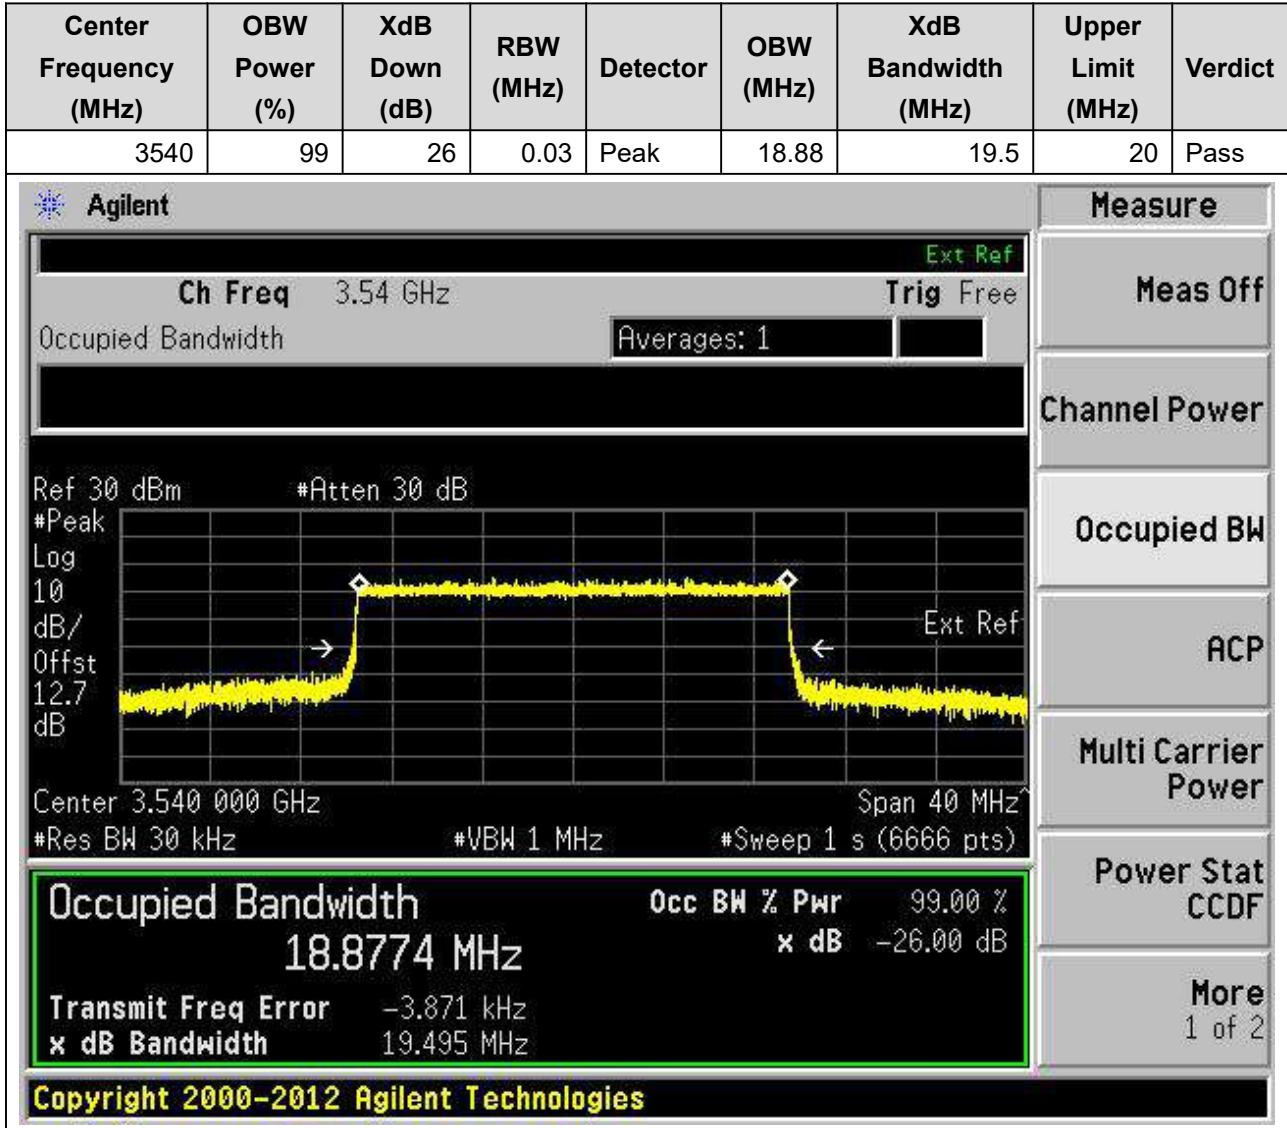 Center Frequency (MHz) OBW Power (%) XdB Down (dB) RBW (MHz) Detector OBW (MHz) XdB Bandwidth (MHz) Upper Limit (MHz) Verdict
3540 99 26 0.03 Peak 18.88 19.5 20 Pass
Agilent Measure
Ext Ref
Ch Freq 3.54 GHz Trig Free
Meas Off
Occupied Bandwidth Averages: 1
Channel Power
Ref 30 dBm #Atten 30 dB
#Peak
Log
10
dB/
Offst
12.7
dB
Ext Ref
Occupied BW
ACP
Multi Carrier
Power
Center 3.540 000 GHz Span 40 MHz^
#Res BW 30 kHz #VBW 1 MHz #Sweep 1 s (6666 pts)
Power Stat
CCDF
Occupied Bandwidth Occ BW % Pwr 99.00 %
18.8774 MHz x dB -26.00 dB
Transmit Freq Error -3.871 kHz
x dB Bandwidth 19.495 MHz
More
1 of 2
Copyright 2000-2012 Agilent Technologies